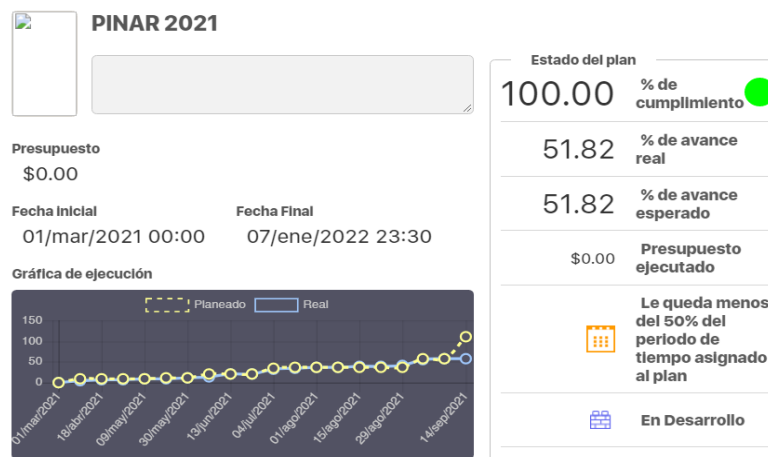 PINAR 2021
Presupuesto
$0.00
Fecha Inicial
Fecha Final
01/mar/2021 00:00
07/ene/2022 23:30
Gráfica de ejecución
Planeado
Real
150
100
50
0
01/mar/2021
18/abr/2021
09/may/2021
30/may/2021
13/jun/2021
04/jul/2021
01/ago/2021
15/ago/2021
29/ago/2021
14/sep/2021
Estado del plan
100.00
% de
cumplimiento
51.82
% de avance
real
51.82
% de avance
esperado
$0.00
Presupuesto
ejecutado
Le queda menos
del 50% del
periodo de
tiempo asignado
al plan
En Desarrollo